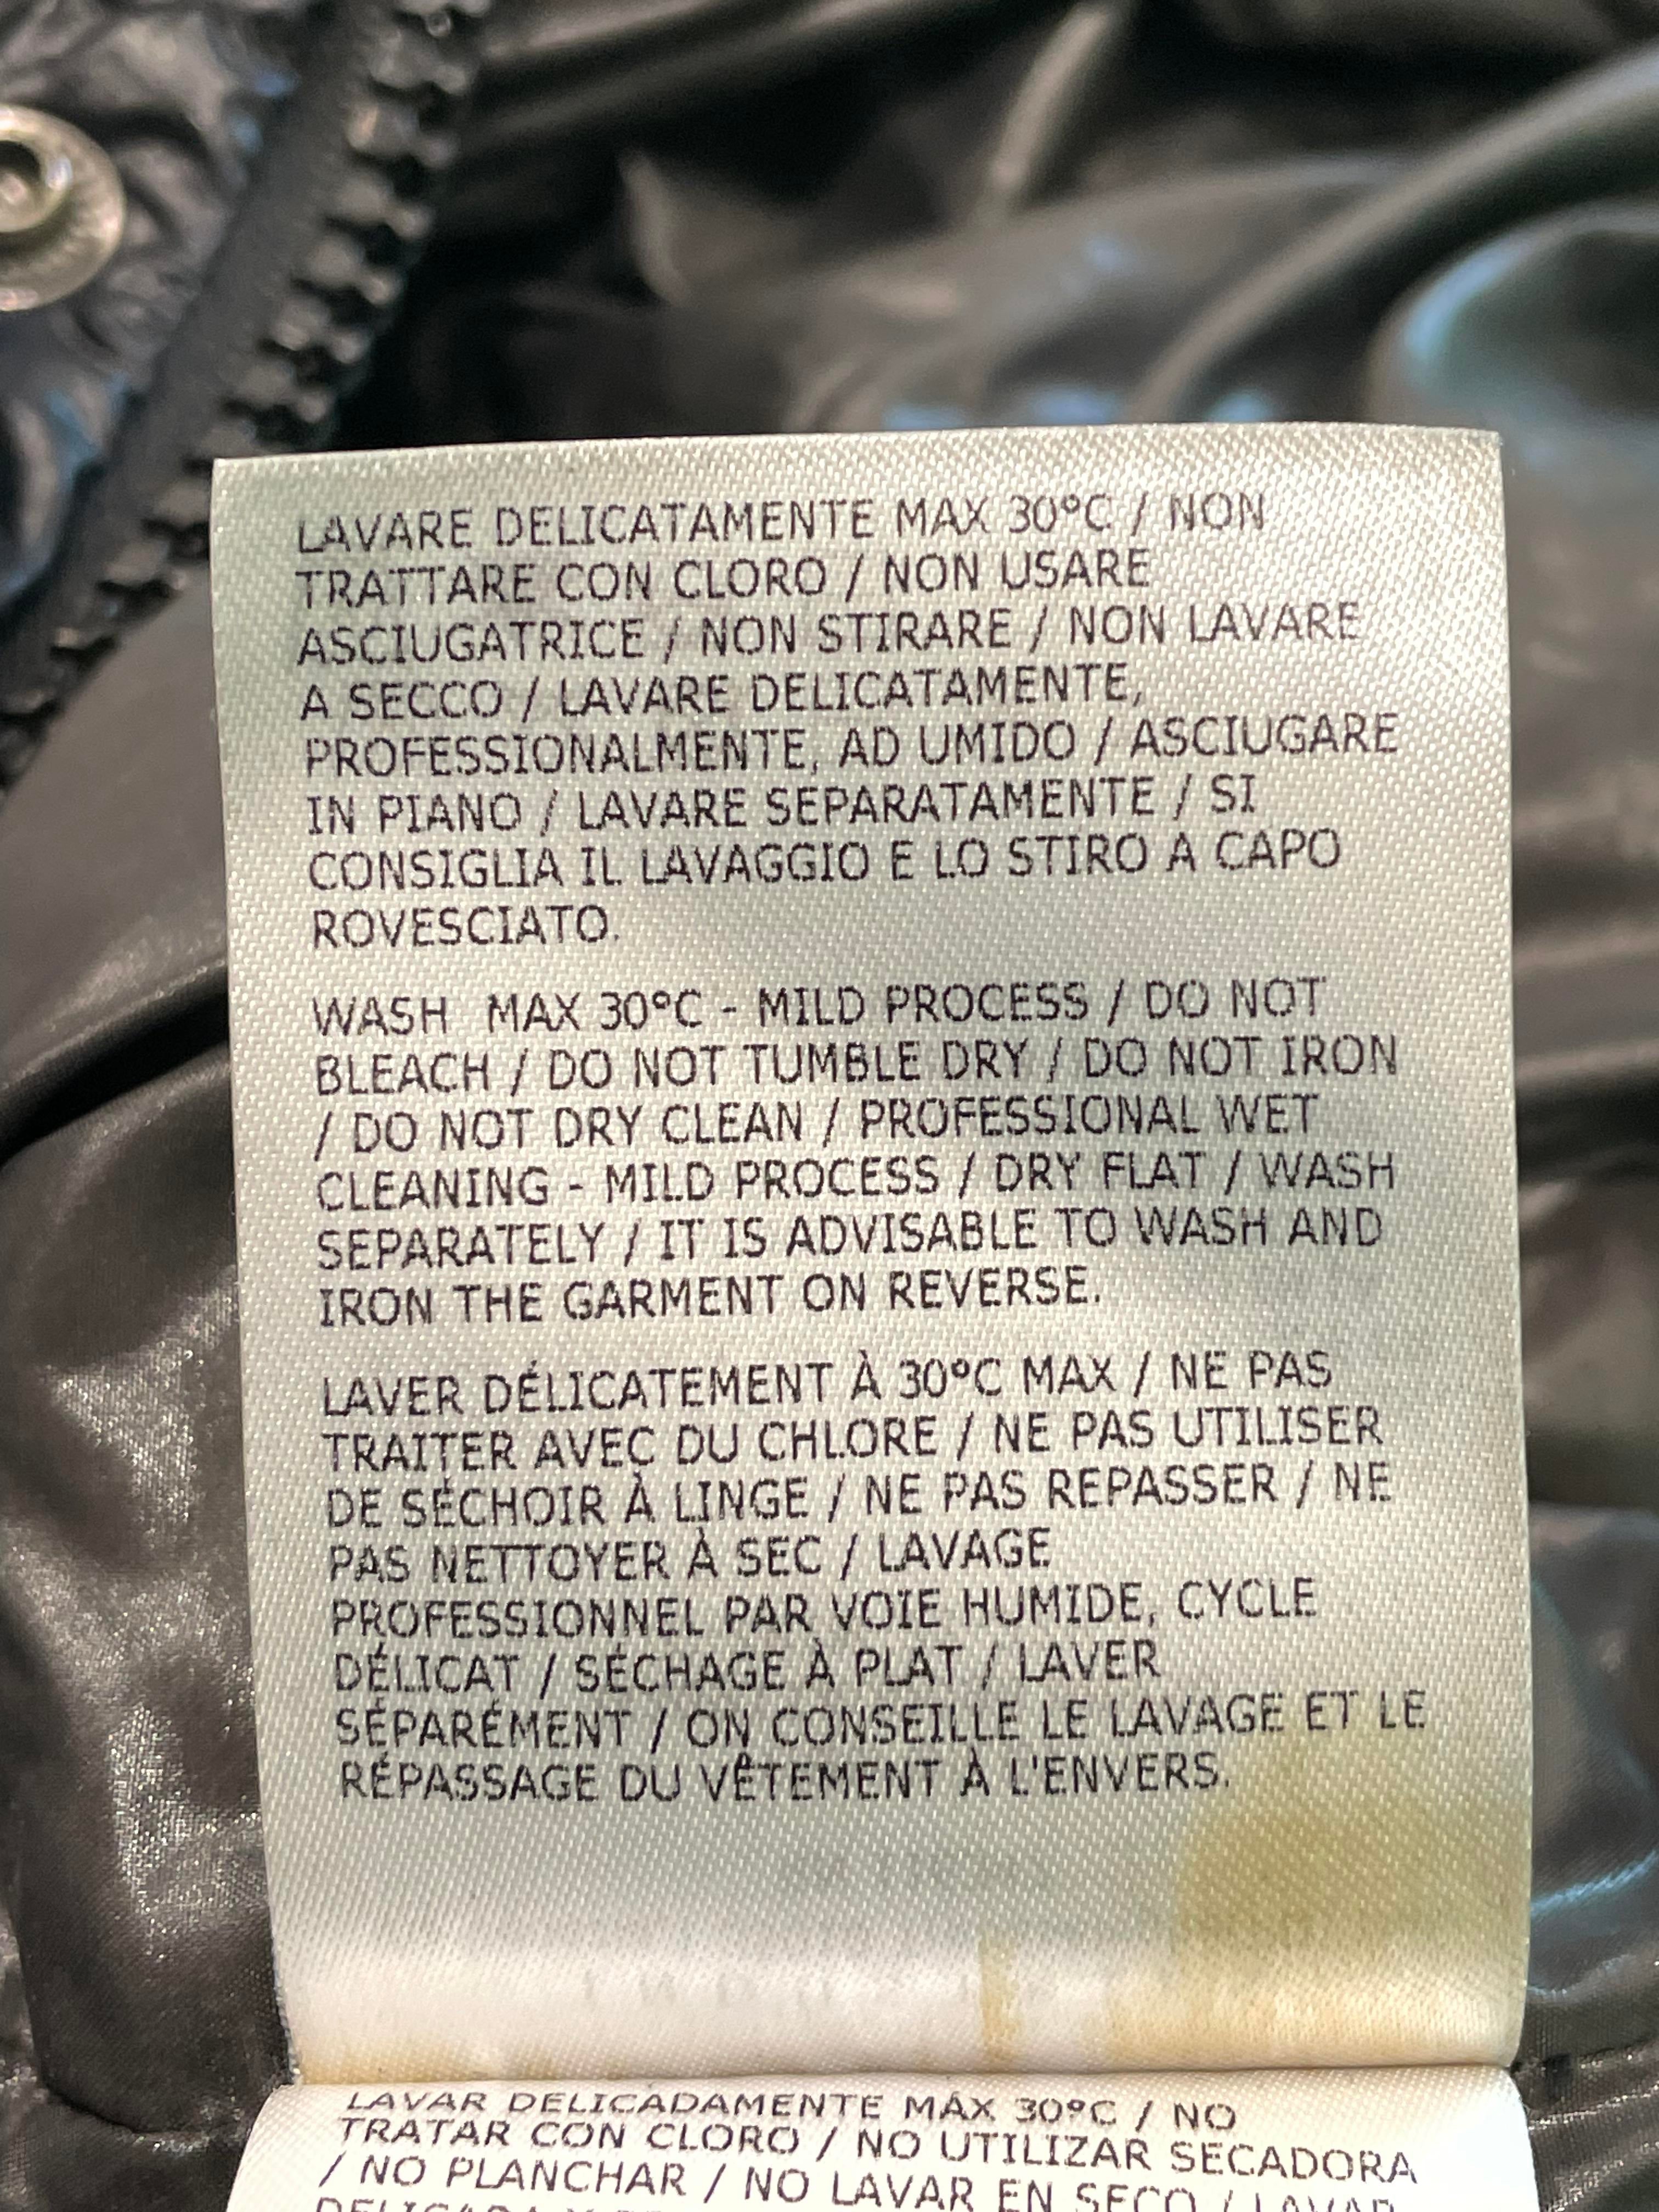 LAVARE DELICATAMENTE MAX 30°C / NON
TRATTARE CON CLORO / NON USARE
ASCIUGATRICE / NON STIRARE / NON LAVARE
A SECCO / LAVARE DELICATAMENTE,
PROFESSIONALMENTE, AD UMIDO / ASCIUGARE
IN PIANO / LAVARE SEPARATAMENTE / SI
CONSIGLIA IL LAVAGGIO E LO STIRO A CAPO
ROVESCIATO.
WASH MAX 30°C - MILD PROCESS / DO NOT
BLEACH / DO NOT TUMBLE DRY / DO NOT IRON
/ DO NOT DRY CLEAN / PROFESSIONAL WET
CLEANING - MILD PROCESS / DRY FLAT / WASH
SEPARATELY / IT IS ADVISABLE TO WASH AND
IRON THE GARMENT ON REVERSE.
LAVER DÉLICATEMENT À 30°C MAX / NE PAS
TRAITER AVEC DU CHLORE / NE PAS UTILISER
DE SÉCHOIR À LINGE / NE PAS REPASSER / NE
PAS NETTOYER À SEC / LAVAGE
PROFESSIONNEL PAR VOIE HUMIDE, CYCLE
DÉLICAT / SÉCHAGE À PLAT / LAVER
SÉPARÉMENT / ON CONSEILLE LE LAVAGE ET LE
RÉPASSAGE DU VÊTEMENT À L'ENVERS.
LAVAR DELICADAMENTE MÁX 30°C / NO
TRATAR CON CLORO / NO UTILIZAR SECADORA
/ NO PLANCHAR / NO LAVAR EN SECO / LAVAR